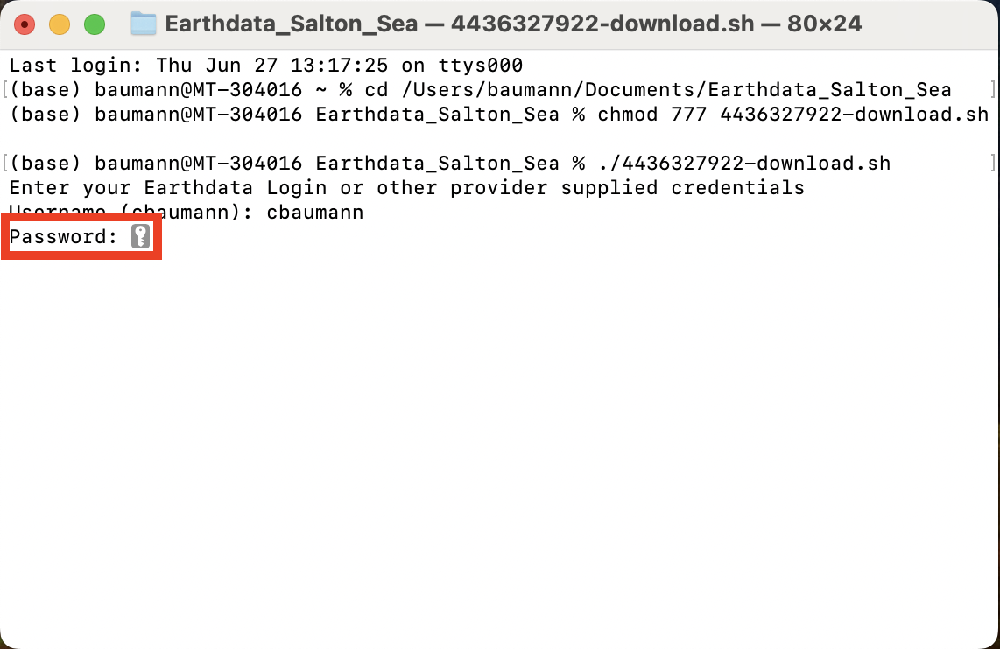 Earthdata_Salton_Sea — 4436327922-download.sh — 80×24
Last login: Thu Jun 27 13:17:25 on ttys000
[(base) baumann@MT-304016 ~ % cd /Users/baumann/Documents/Earthdata_Salton_Sea ]
(base) baumann@MT-304016 Earthdata_Salton_Sea % chmod 777 4436327922-download.sh
[(base) baumann@MT-304016 Earthdata_Salton_Sea % ./4436327922-download.sh ]
Enter your Earthdata Login or other provider supplied credentials
Username (cbaumann): cbaumann
Password: